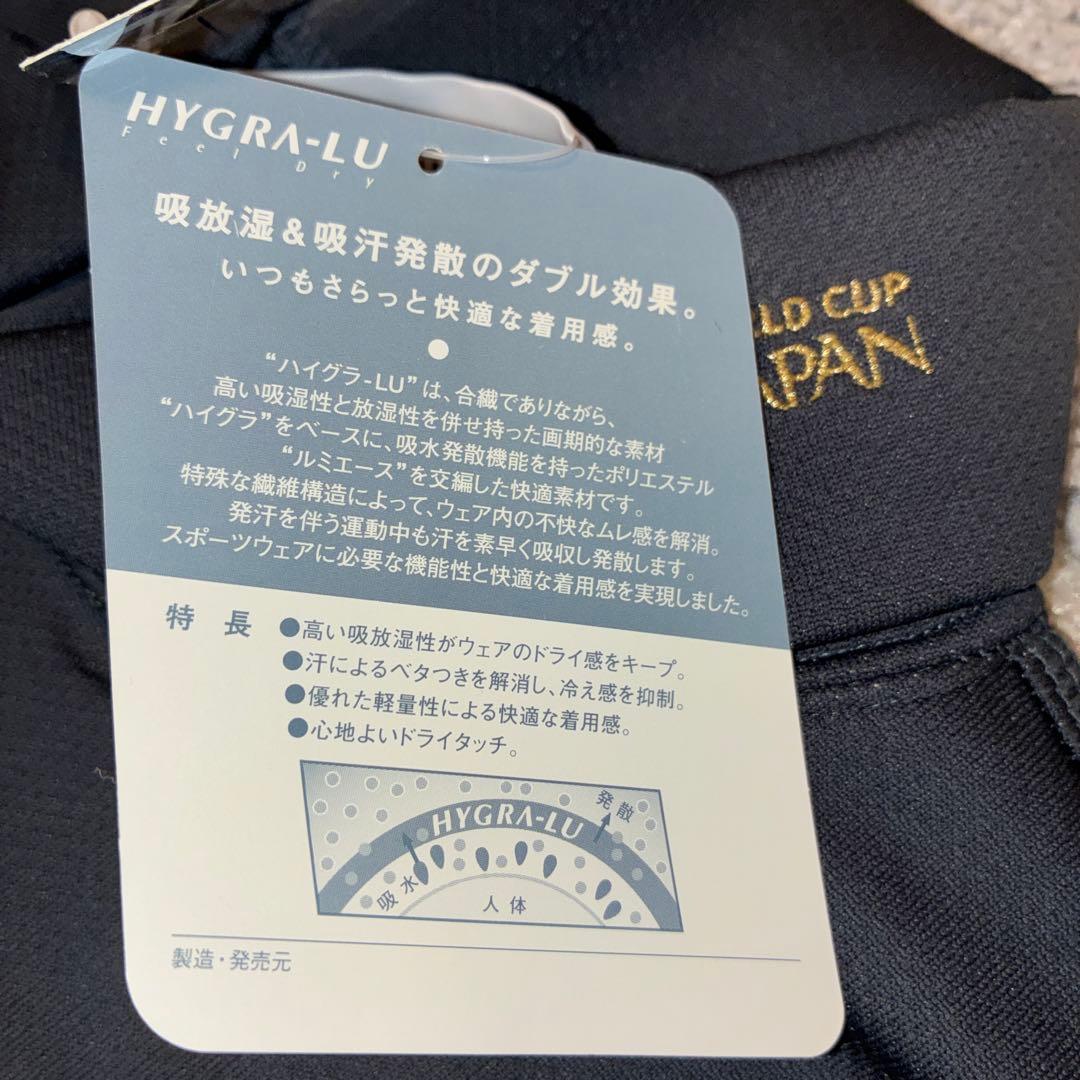 HYGRA-LU
Feel Dry
吸放湿&吸汗発散のダブル効果。
いつもさらっと快適な着用感。
“ハイグラ-LU”は、合繊でありながら、
高い吸湿性と放湿性を併せ持った画期的な素材
“ハイグラ”をベースに、吸水発散機能を持ったポリエステル
“ルミエース”を交編した快適素材です。
特殊な繊維構造によって、ウェア内の不快なムレ感を解消。
発汗を伴う運動中も汗を素早く吸収し発散します。
スポーツウェアに必要な機能性と快適な着用感を実現しました。
特長
●高い吸放湿性がウェアのドライ感をキープ。
●汗によるベタつきを解消し、冷え感を抑制。
●優れた軽量性による快適な着用感。
●心地よいドライタッチ。
発散
HYGRA-LU
吸水
人体
製造・発売元
LD CUP
APAN